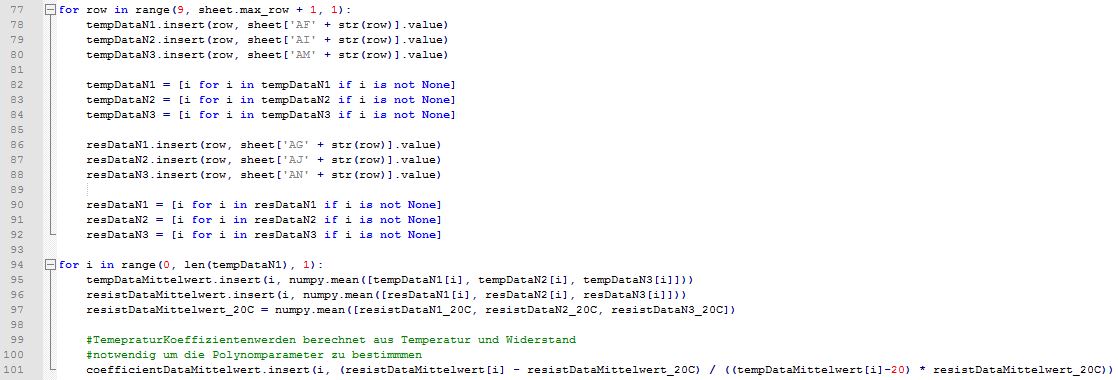 77 for row in range(9, sheet.max_row + 1, 1):
78 tempDataN1.insert(row, sheet['AF' + str(row)].value)
79 tempDataN2.insert(row, sheet['AI' + str(row)].value)
80 tempDataN3.insert(row, sheet['AM' + str(row)].value)
81
82 tempDataN1 = [i for i in tempDataN1 if i is not None]
83 tempDataN2 = [i for i in tempDataN2 if i is not None]
84 tempDataN3 = [i for i in tempDataN3 if i is not None]
85
86 resDataN1.insert(row, sheet['AG' + str(row)].value)
87 resDataN2.insert(row, sheet['AJ' + str(row)].value)
88 resDataN3.insert(row, sheet['AN' + str(row)].value)
89
90 resDataN1 = [i for i in resDataN1 if i is not None]
91 resDataN2 = [i for i in resDataN2 if i is not None]
92 resDataN3 = [i for i in resDataN3 if i is not None]
93
94 for i in range(0, len(tempDataN1), 1):
95 tempDataMittelwert.insert(i, numpy.mean([tempDataN1[i], tempDataN2[i], tempDataN3[i]]))
96 resistDataMittelwert.insert(i, numpy.mean([resDataN1[i], resDataN2[i], resDataN3[i]]))
97 resistDataMittelwert_20C = numpy.mean([resistDataN1_20C, resistDataN2_20C, resistDataN3_20C])
98
99 #TemepraturKoeffizientenwerden berechnet aus Temperatur und Widerstand
100 #notwendig um die Polynomparameter zu bestimmmen
101 coefficientDataMittelwert.insert(i, (resistDataMittelwert[i] - resistDataMittelwert_20C) / ((tempDataMittelwert[i]-20) * resistDataMittelwert_20C))